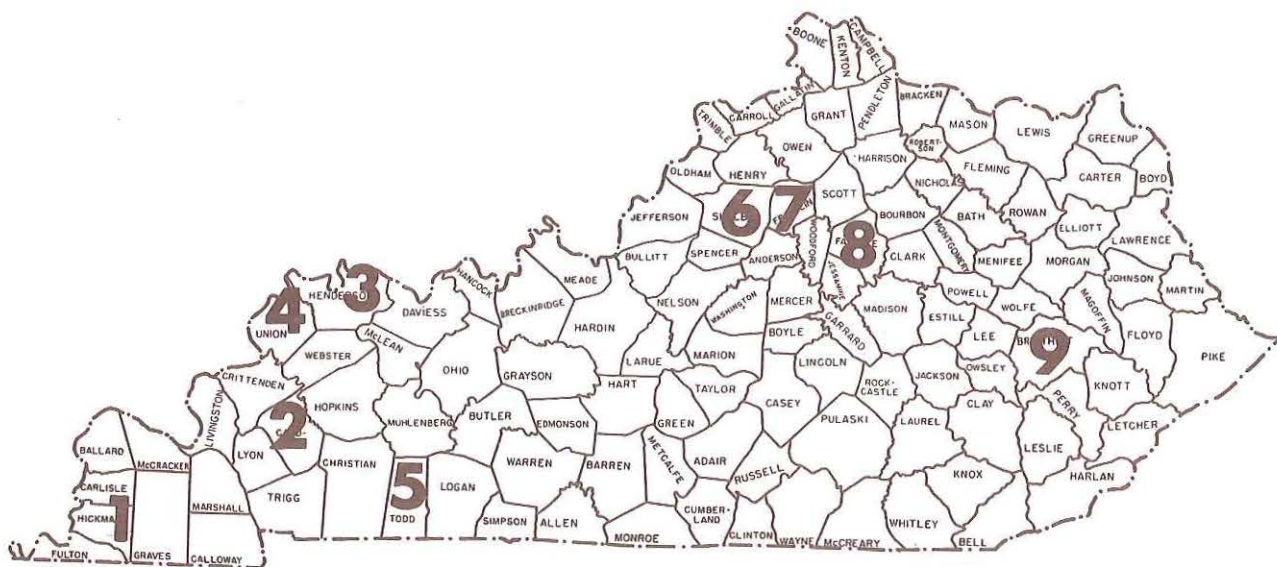 BOONE
KENTON
CAMPBELL
GALLATIN
CARROLL
TRIMBLE
GRANT
PENDLETON
BRACKEN
MASON
LEWIS
GREENUP
OWEN
ROBERT-
SON
HARRISON
FLEMING
CARTER
BOYD
OLDHAM
HENRY
SCOTT
NICHOLAS
ROWAN
ELLIOTT
LAWRENCE
JEFFERSON
6
7
BOURBON
BATH
MONTGOMERY
MENIFEE
MORGAN
WOODFORD
8
CLARK
BULLITT
SPENCER
ANDERSON
JESSAMINE
POWELL
WOLFE
MAGOFFIN
JOHNSON
MARTIN
3
4
HENDERSON
UNION
DAVIESS
HANCOCK
BRECKINRIDGE
MEADE
HARDIN
NELSON
WASHINGTON
MERCER
BOYLE
GARRARD
MADISON
ESTILL
LEE
9
FLOYD
PIKE
WEBSTER
McLEAN
OHIO
GRAYSON
LARUE
MARION
LINCOLN
ROCK-
CASTLE
JACKSON
OWSLEY
PERRY
KNOTT
CRITTENDEN
LIVINGSTON
2
HOPKINS
MUHLENBERG
BUTLER
EDMONSON
HART
GREEN
TAYLOR
CASEY
PULASKI
LAUREL
CLAY
LESLIE
LETCHER
BALLARD
McCRACKER
LYON
CHRISTIAN
5
TODD
LOGAN
WARREN
BARREN
METCALFE
ADAIR
RUSSELL
KNOX
HARLAN
CARLISLE
HICKMA
1
MARSHALL
TRIGG
SIMPSON
ALLEN
MONROE
CUMBER-
LAND
CLINTON
WAYNE
McCREARY
WHITLEY
BELL
FULTON
GRAVES
CALLOWAY